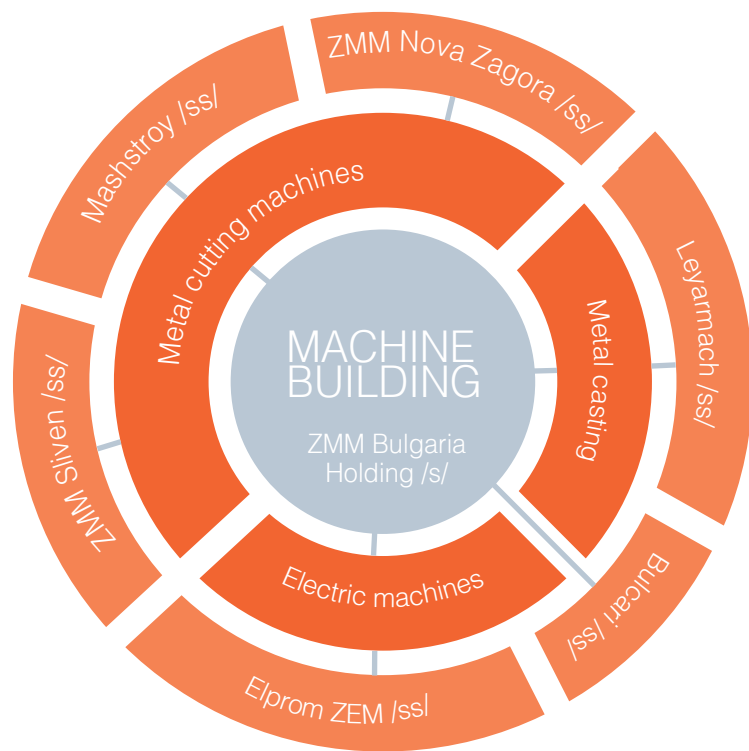 MACHINE
BUILDING
ZMM Bulgaria
Holding /s/
Metal cutting machines
Metal casting
Electric machines
Mashstroy /ss/
ZMM Nova Zagora /ss/
Leyarmach /ss/
Bulcari /ss/
Elprom ZEM /ss/
ZMM Sliven /ss/